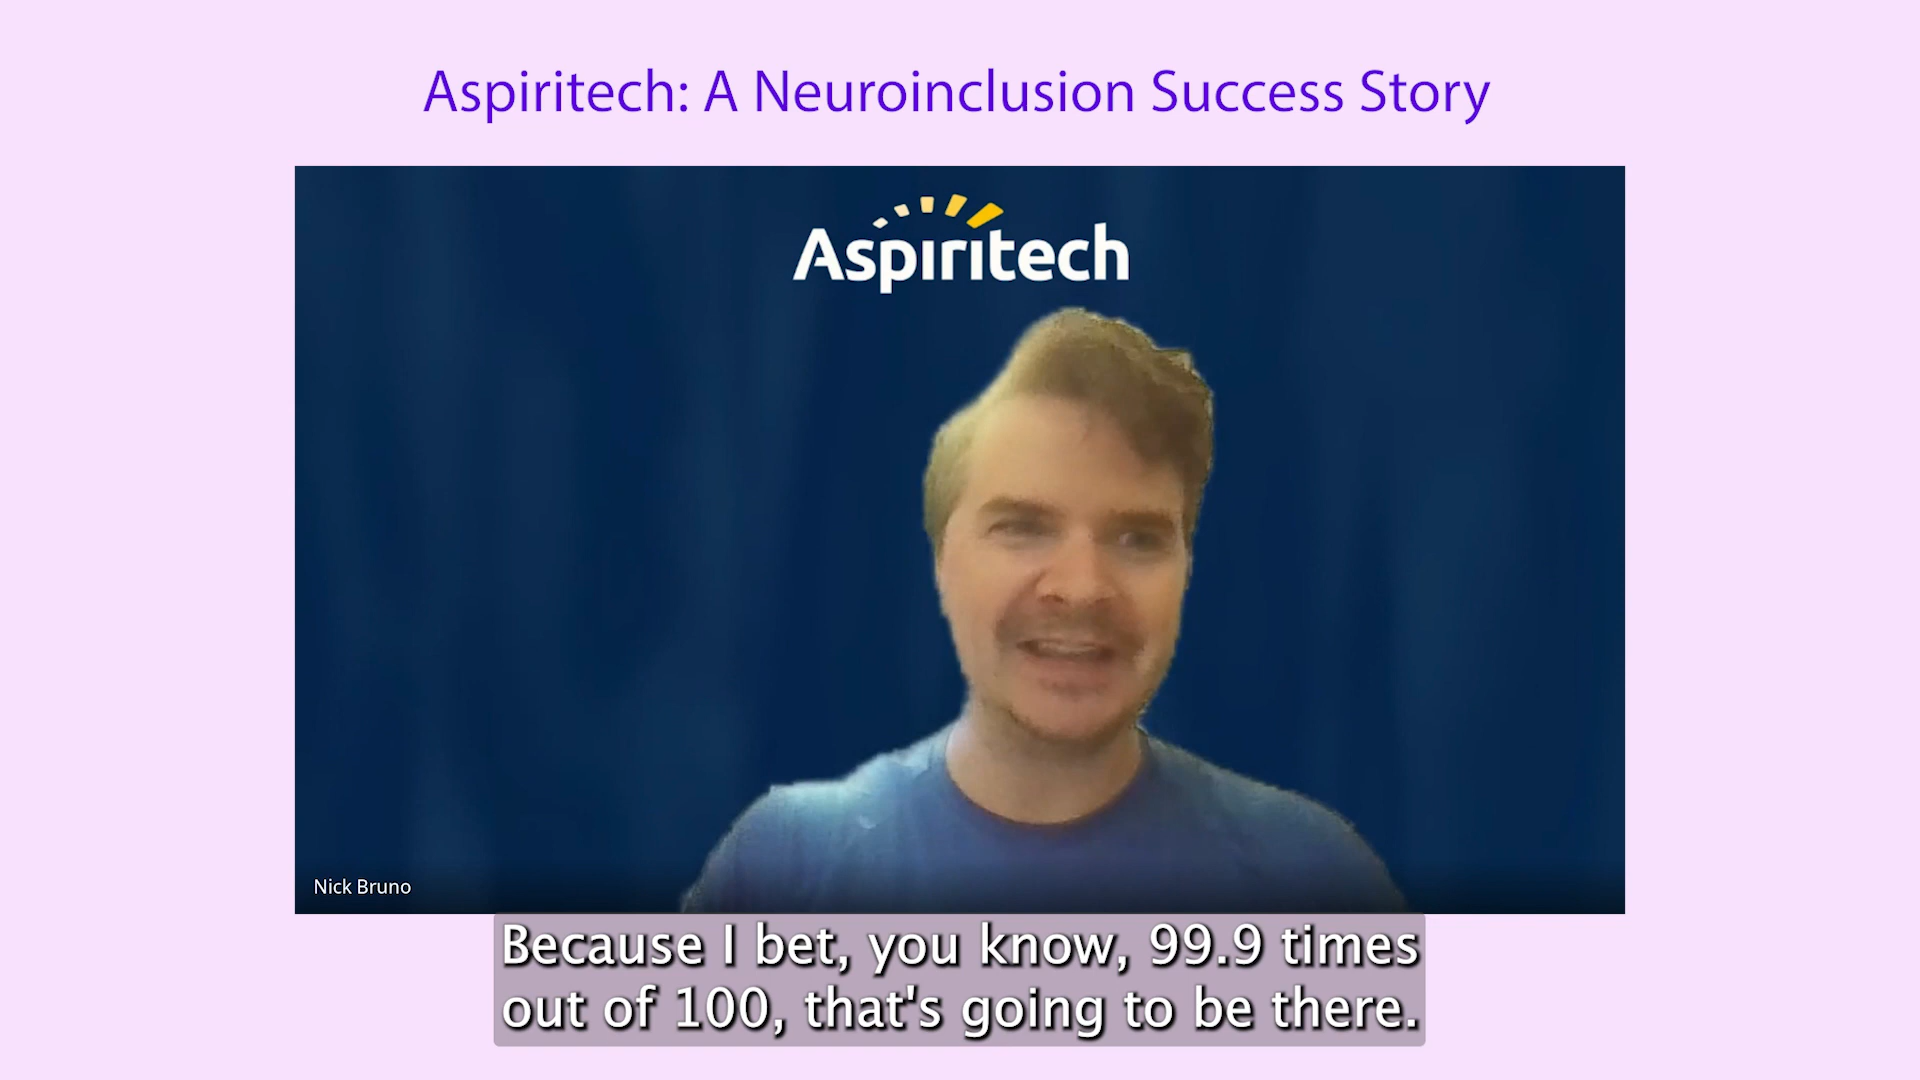 Aspiritech: A Neuroinclusion Success Story
Aspiritech
Nick Bruno
Because I bet, you know, 99.9 times
out of 100, that's going to be there.